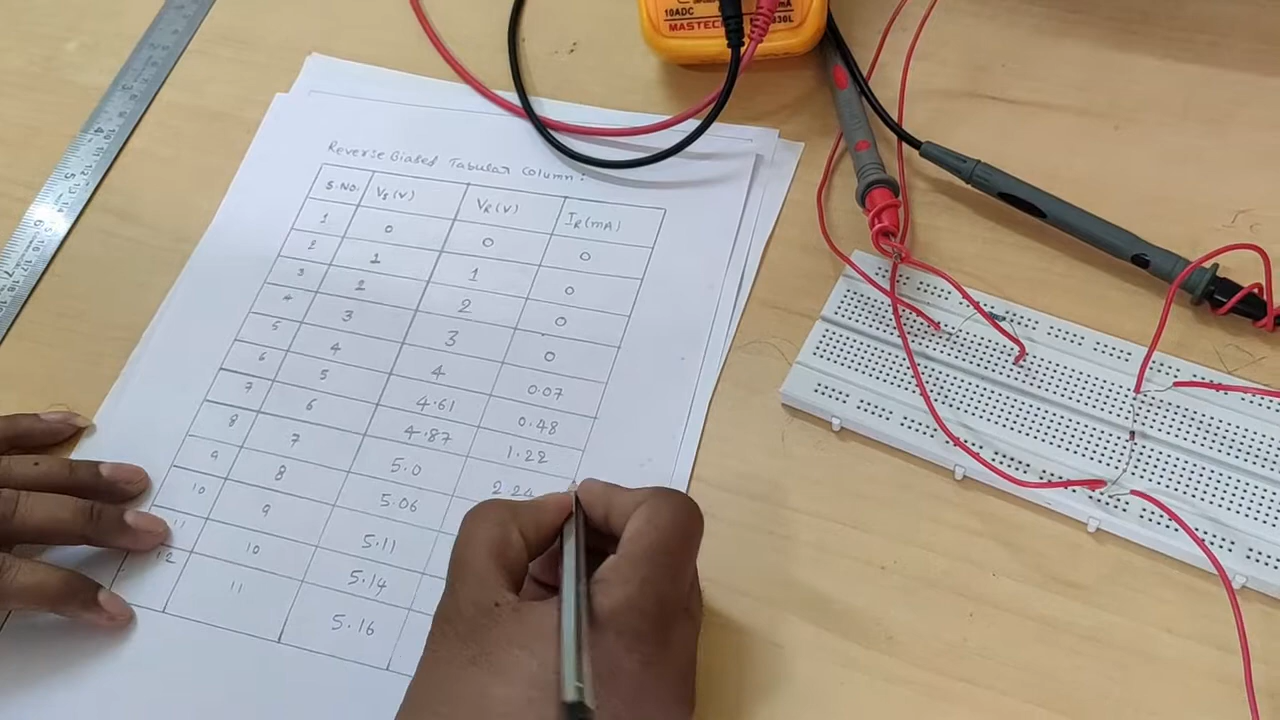 10ADC mA
MASTECH 830L
Reverse Biased Tabular Column:
S.NO. Vs(V) VR(V) IR(mA)
1 0 0 0
2 1 1 0
3 2 2 0
4 3 3 0
5 4 4 0.07
6 5 4.61 0.48
7 6 4.87 1.22
8 7 5.0 2.24
9 8 5.06
10 9 5.11
11 10 5.14
12 11 5.16